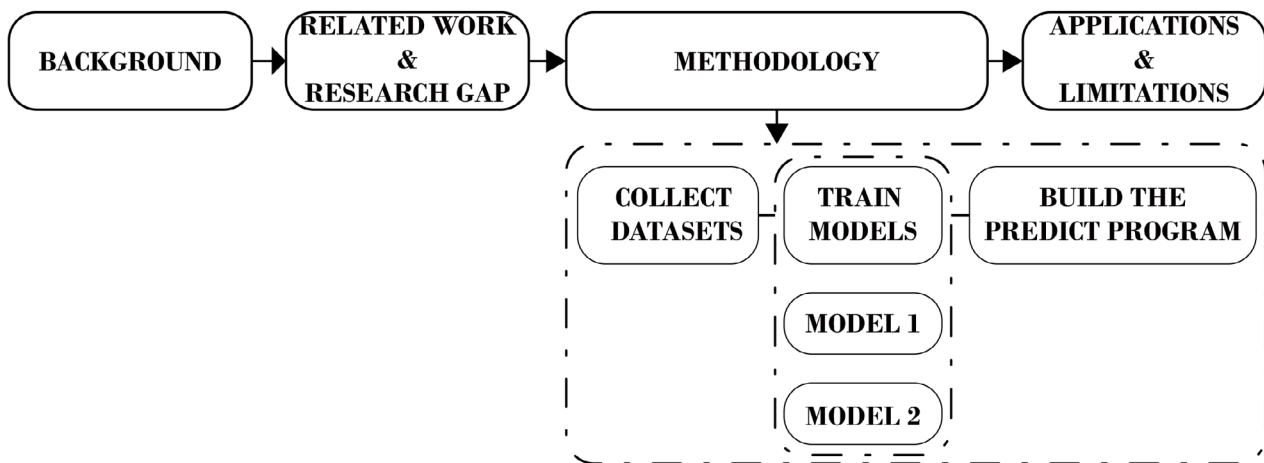 BACKGROUND
RELATED WORK
&
RESEARCH GAP
METHODOLOGY
APPLICATIONS
&
LIMITATIONS
COLLECT
DATASETS
TRAIN
MODELS
BUILD THE
PREDICT PROGRAM
MODEL 1
MODEL 2